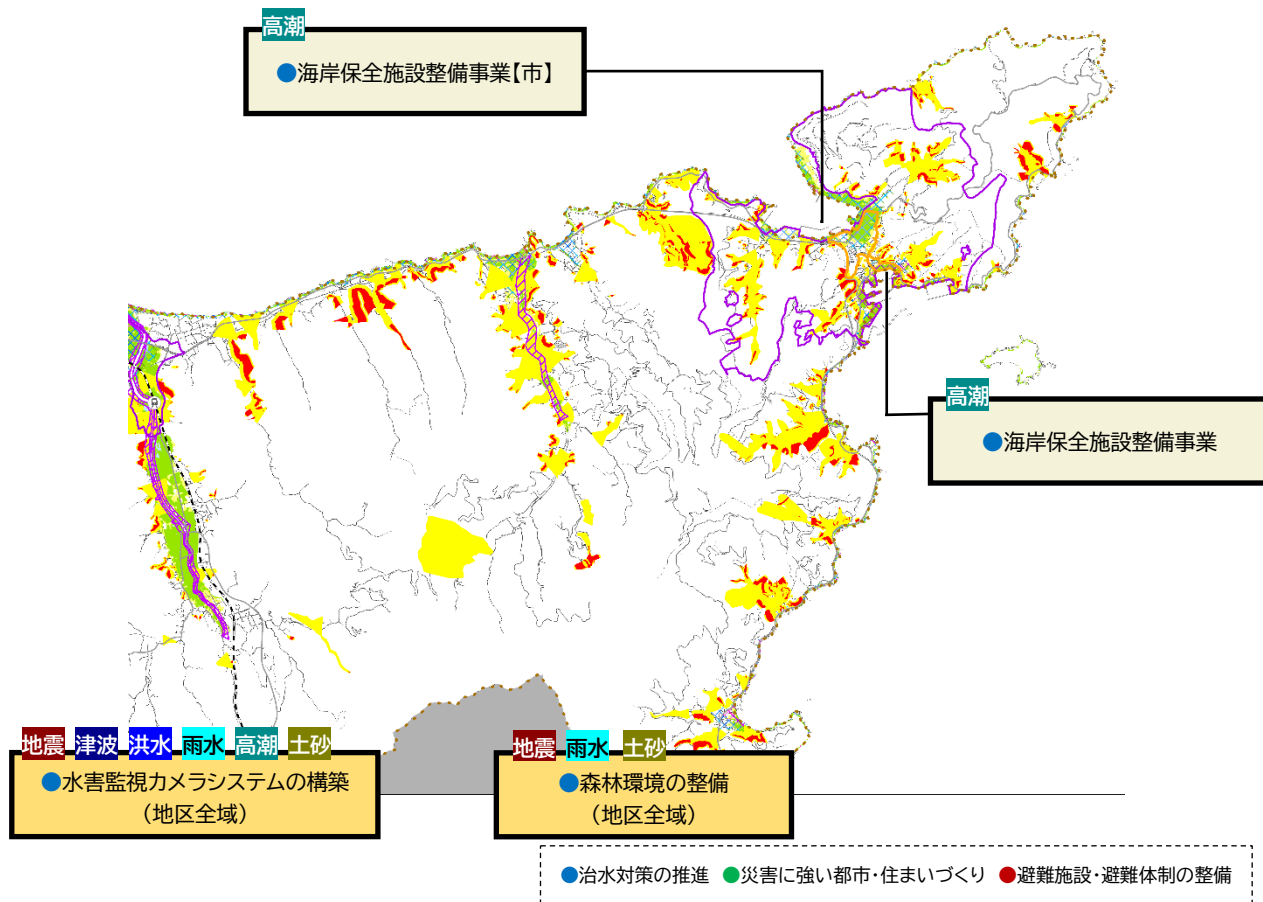 高潮
●海岸保全施設整備事業【市】
高潮
●海岸保全施設整備事業
地震 津波 洪水 雨水 高潮 土砂
●水害監視カメラシステムの構築
（地区全域）
地震 雨水 土砂
●森林環境の整備
（地区全域）
●治水対策の推進 ●災害に強い都市・住まいづくり ●避難施設・避難体制の整備